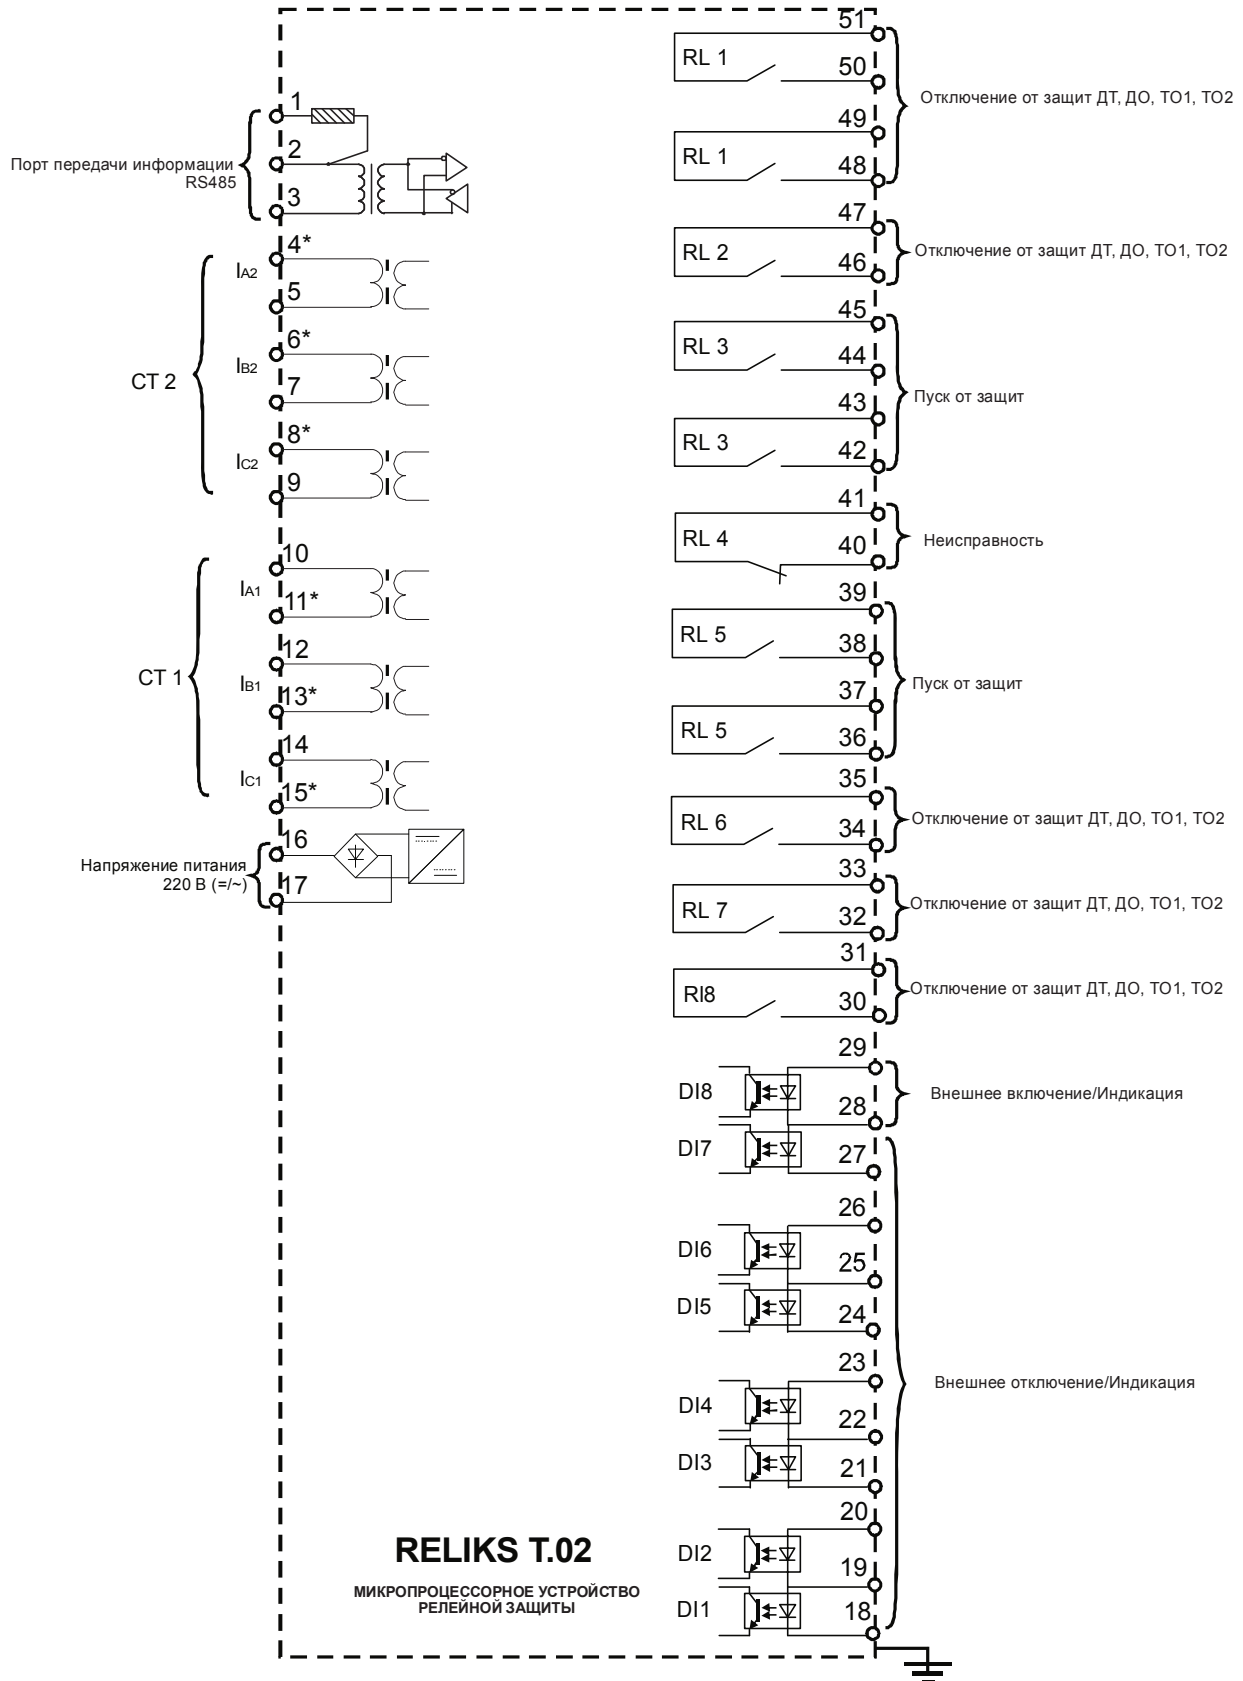 1
2
3
Порт передачи информации
RS485
4*
IA2
5
6*
IB2
7
CT 2
8*
IC2
9
10
IA1
11*
12
CT 1
IB1
13*
14
IC1
15*
16
Напряжение питания
220 В (=/~)
17
51
RL 1
50
Отключение от защит ДТ, ДО, ТО1, ТО2
49
RL 1
48
47
RL 2
46
Отключение от защит ДТ, ДО, ТО1, ТО2
45
RL 3
44
Пуск от защит
43
RL 3
42
41
RL 4
40
Неисправность
39
RL 5
38
Пуск от защит
37
RL 5
36
35
RL 6
34
Отключение от защит ДТ, ДО, ТО1, ТО2
33
RL 7
32
Отключение от защит ДТ, ДО, ТО1, ТО2
31
Rl8
30
Отключение от защит ДТ, ДО, ТО1, ТО2
29
DI8
28
Внешнее включение/Индикация
DI7
27
26
DI6
25
DI5
24
23
Внешнее отключение/Индикация
DI4
22
DI3
21
20
DI2
19
DI1
18
RELIKS T.02
МИКРОПРОЦЕССОРНОЕ УСТРОЙСТВО
РЕЛЕЙНОЙ ЗАЩИТЫ